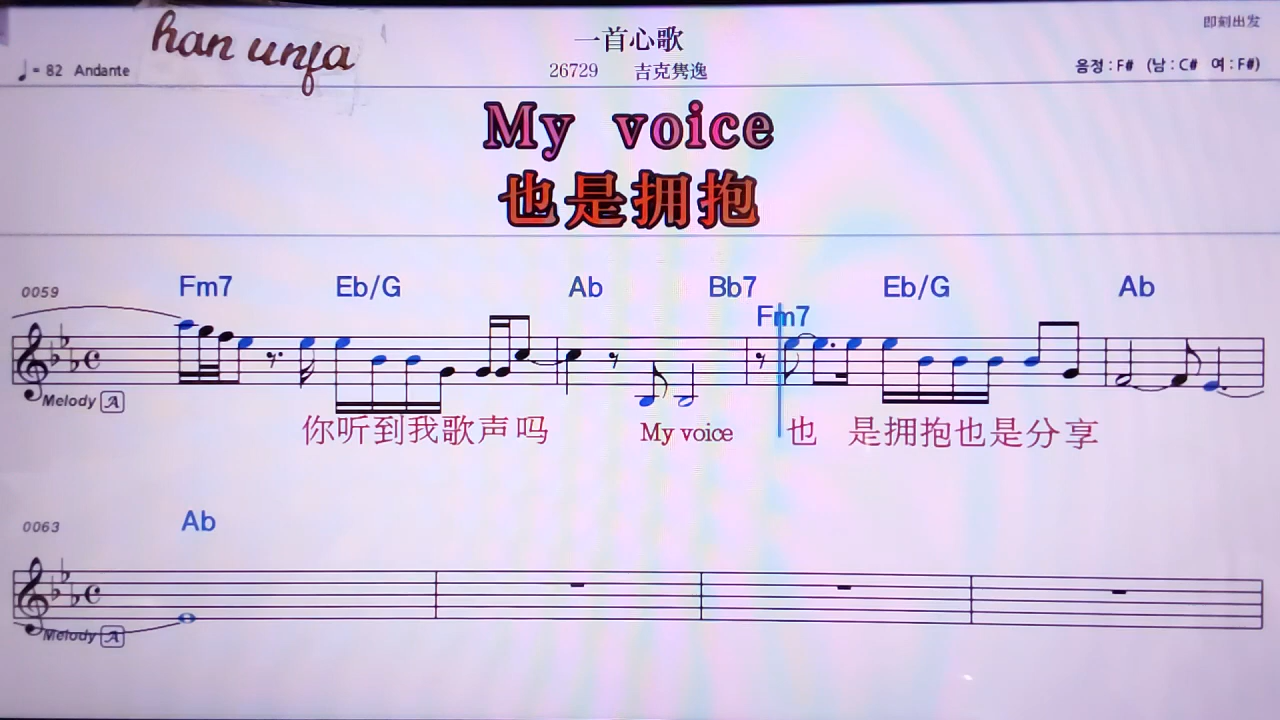 han unfa
一首心歌
即刻出发
♩= 82 Andante
26729 吉克隽逸
음정 : F# (남 : C# 여 : F#)
My voice
也是拥抱
0059
Fm7 Eb/G Ab Bb7 Fm7 Eb/G Ab
Melody A
你听到我歌声吗 My voice 也 是拥抱也是分享
0063
Ab
Melody A